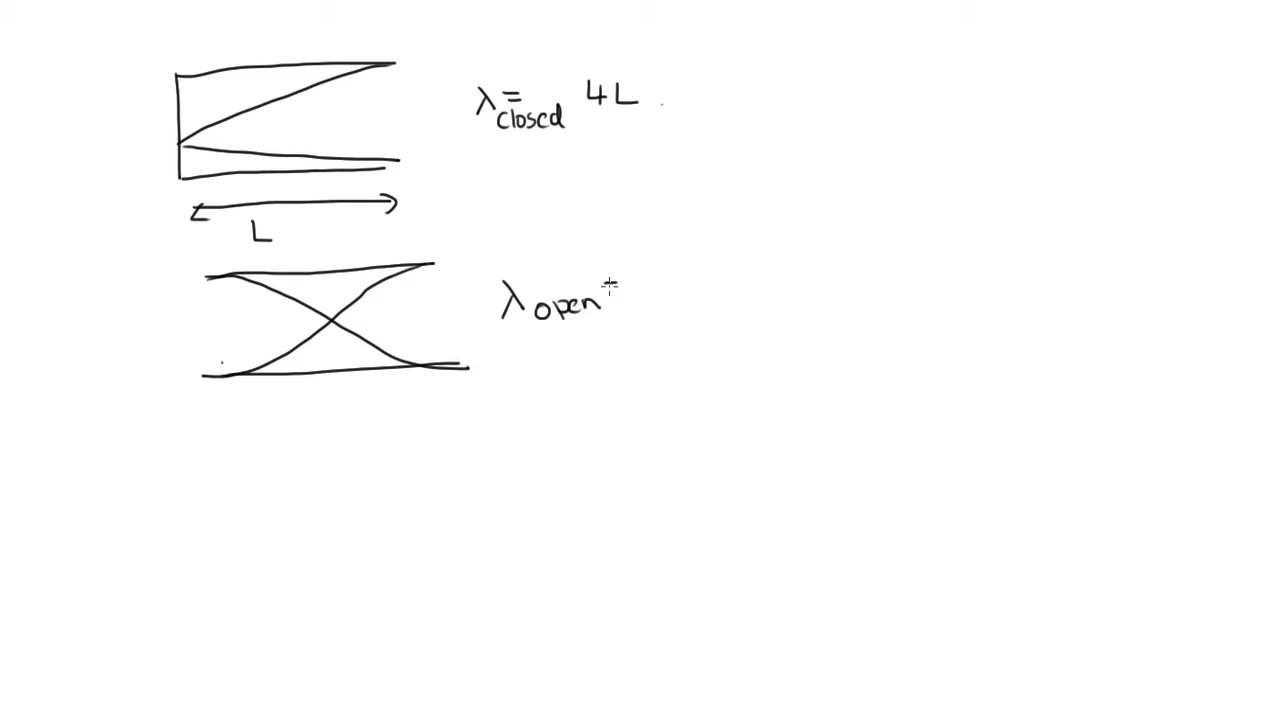 λclosed = 4L
L
λopen